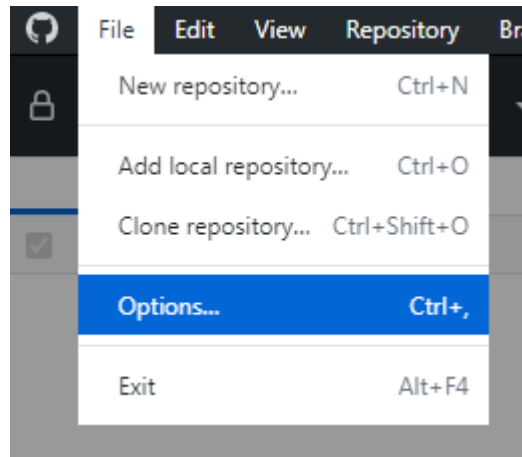 File Edit View Repository Br
New repository... Ctrl+N
Add local repository... Ctrl+O
Clone repository... Ctrl+Shift+O
Options... Ctrl+,
Exit Alt+F4